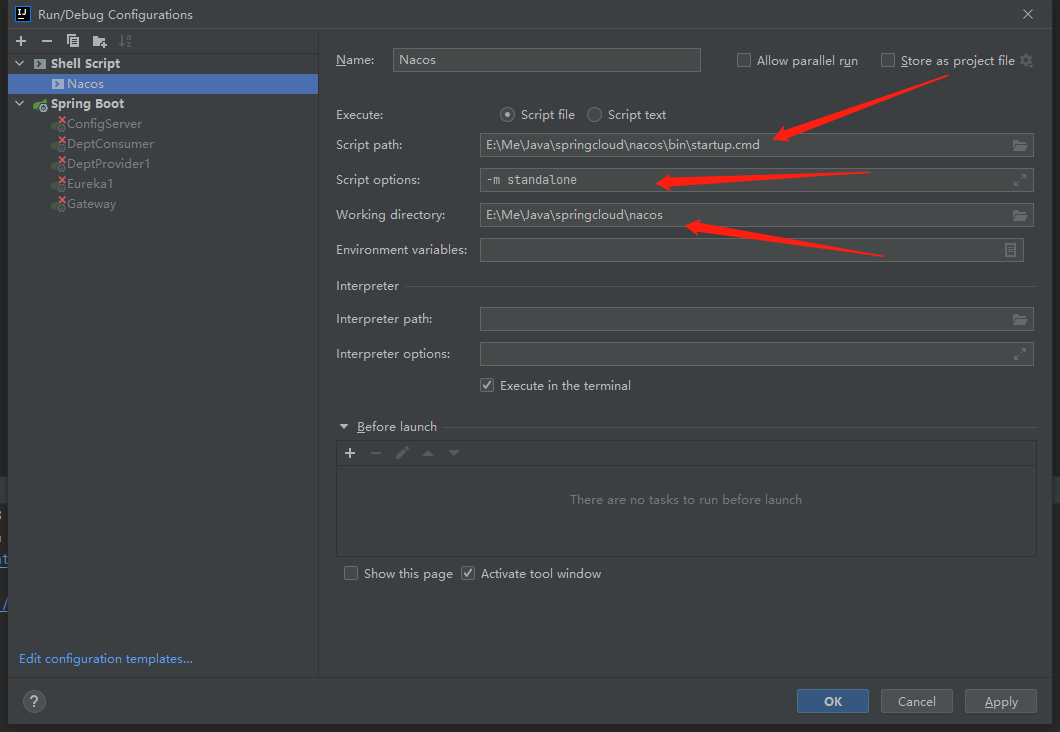 Run/Debug Configurations
Shell Script
Nacos
Spring Boot
ConfigServer
DeptConsumer
DeptProvider1
Eureka1
Gateway
Edit configuration templates...
Name: Nacos
Allow parallel run
Store as project file
Execute: Script file Script text
Script path: E:\Me\Java\springcloud\nacos\bin\startup.cmd
Script options: -m standalone
Working directory: E:\Me\Java\springcloud\nacos
Environment variables:
Interpreter
Interpreter path:
Interpreter options:
Execute in the terminal
Before launch
There are no tasks to run before launch
Show this page Activate tool window
? OK Cancel Apply